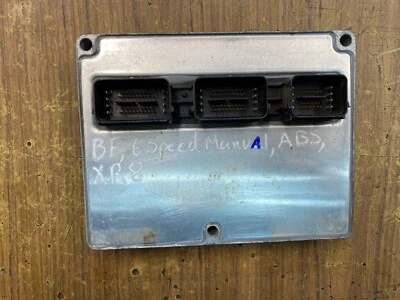 BF, 6 Speed Manual, ABS,
XR8